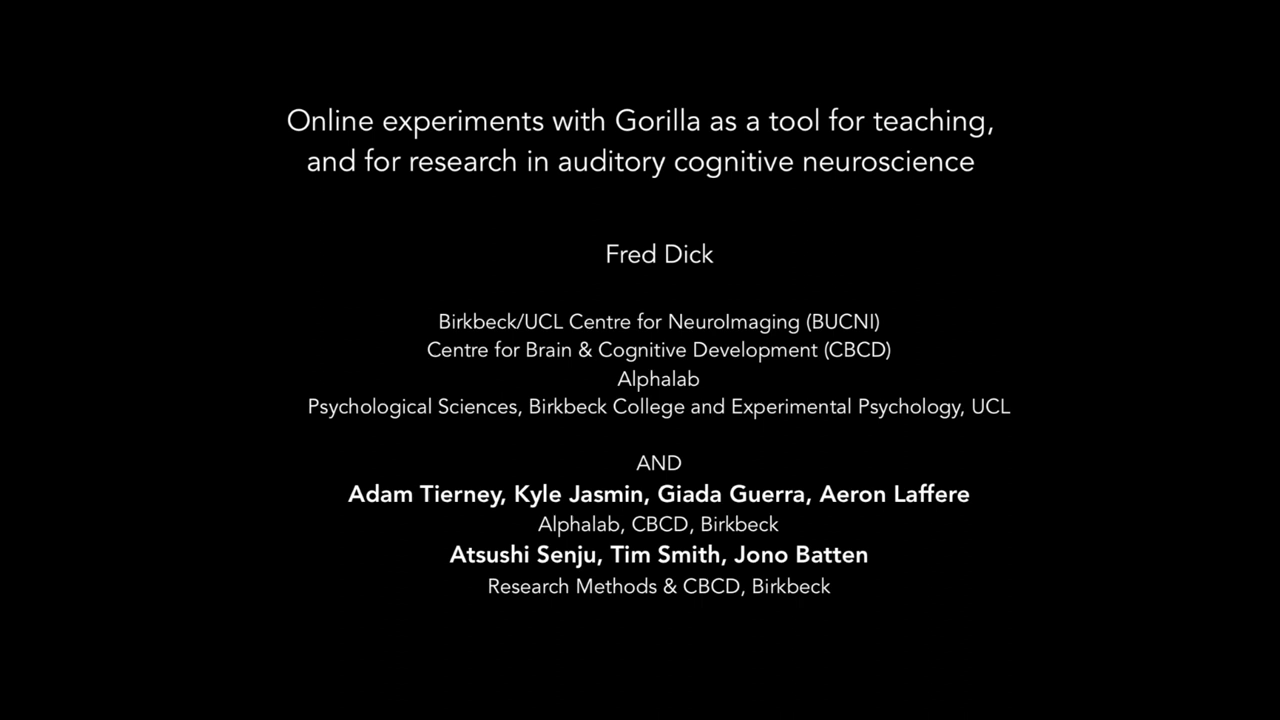 Online experiments with Gorilla as a tool for teaching,
and for research in auditory cognitive neuroscience
Fred Dick
Birkbeck/UCL Centre for NeuroImaging (BUCNI)
Centre for Brain & Cognitive Development (CBCD)
Alphalab
Psychological Sciences, Birkbeck College and Experimental Psychology, UCL
AND
Adam Tierney, Kyle Jasmin, Giada Guerra, Aeron Laffere
Alphalab, CBCD, Birkbeck
Atsushi Senju, Tim Smith, Jono Batten
Research Methods & CBCD, Birkbeck